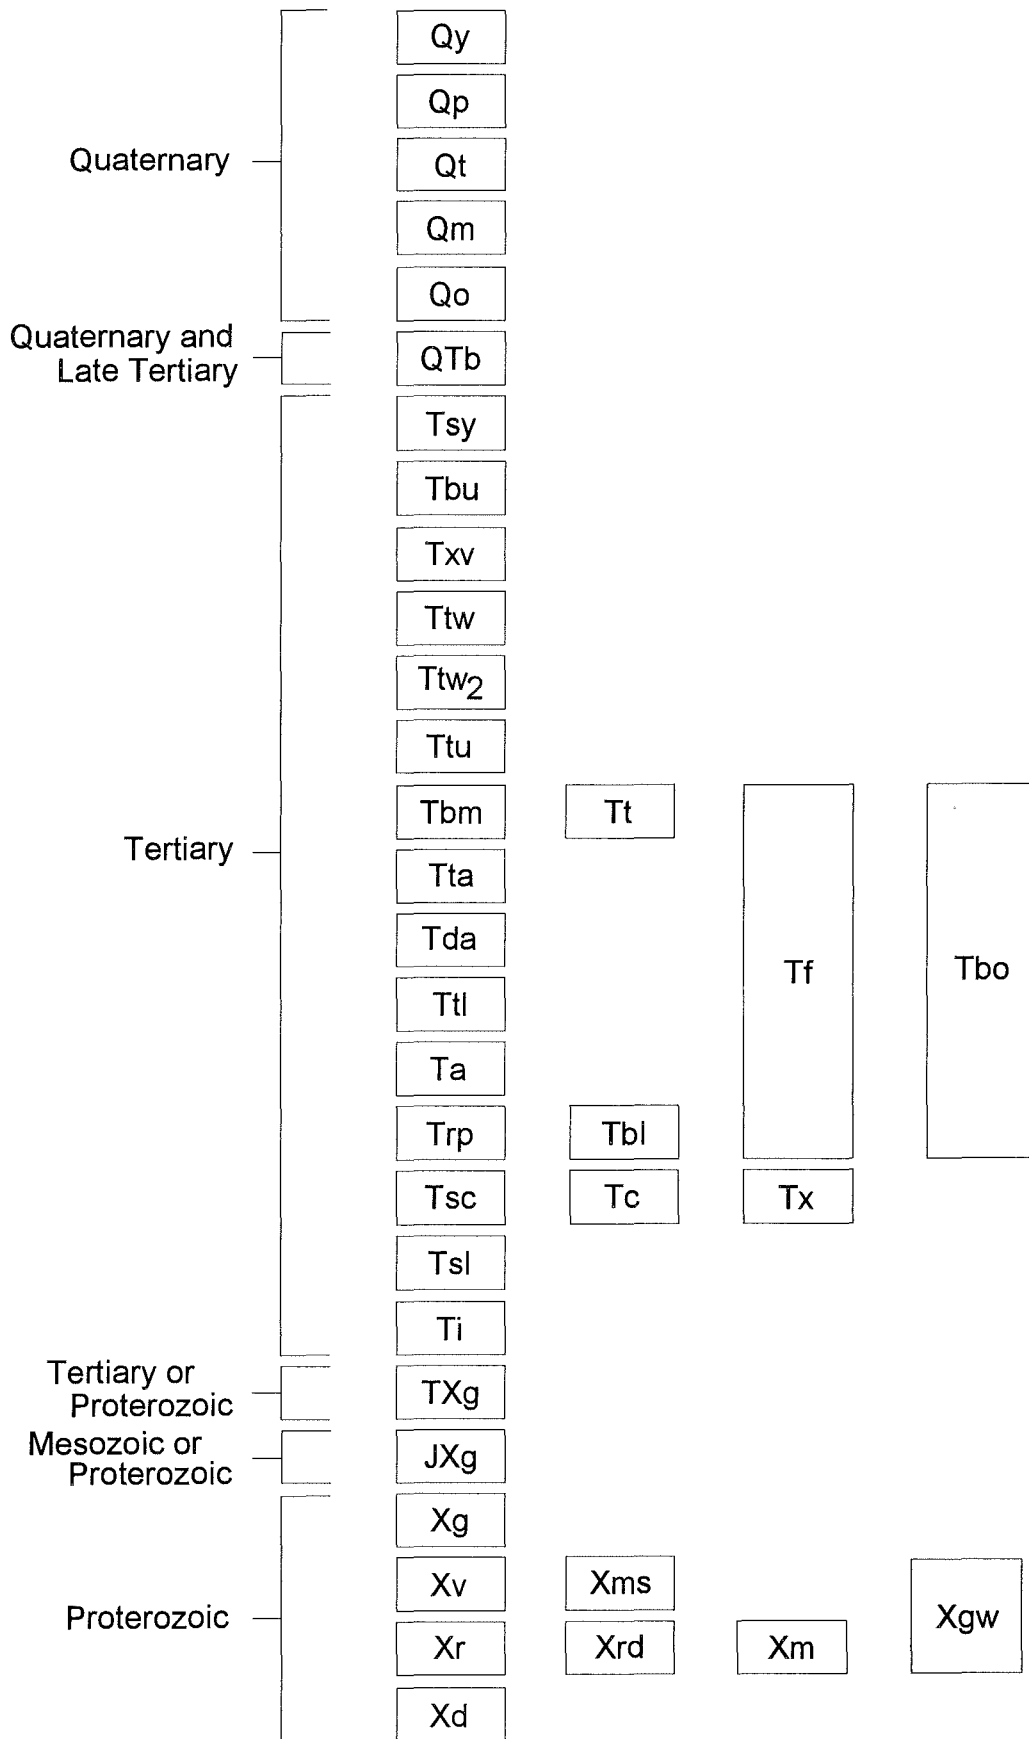 Qy
Qp
Quaternary
Qt
Qm
Qo
Quaternary and
Late Tertiary
QTb
Tsy
Tbu
Txv
Ttw
Ttw2
Ttu
Tbm Tt
Tertiary
Tta
Tda
Tf Tbo
Ttl
Ta
Trp Tbl
Tsc Tc Tx
Tsl
Ti
Tertiary or
Proterozoic
TXg
Mesozoic or
Proterozoic
JXg
Xg
Xv Xms
Proterozoic
Xgw
Xr Xrd Xm
Xd